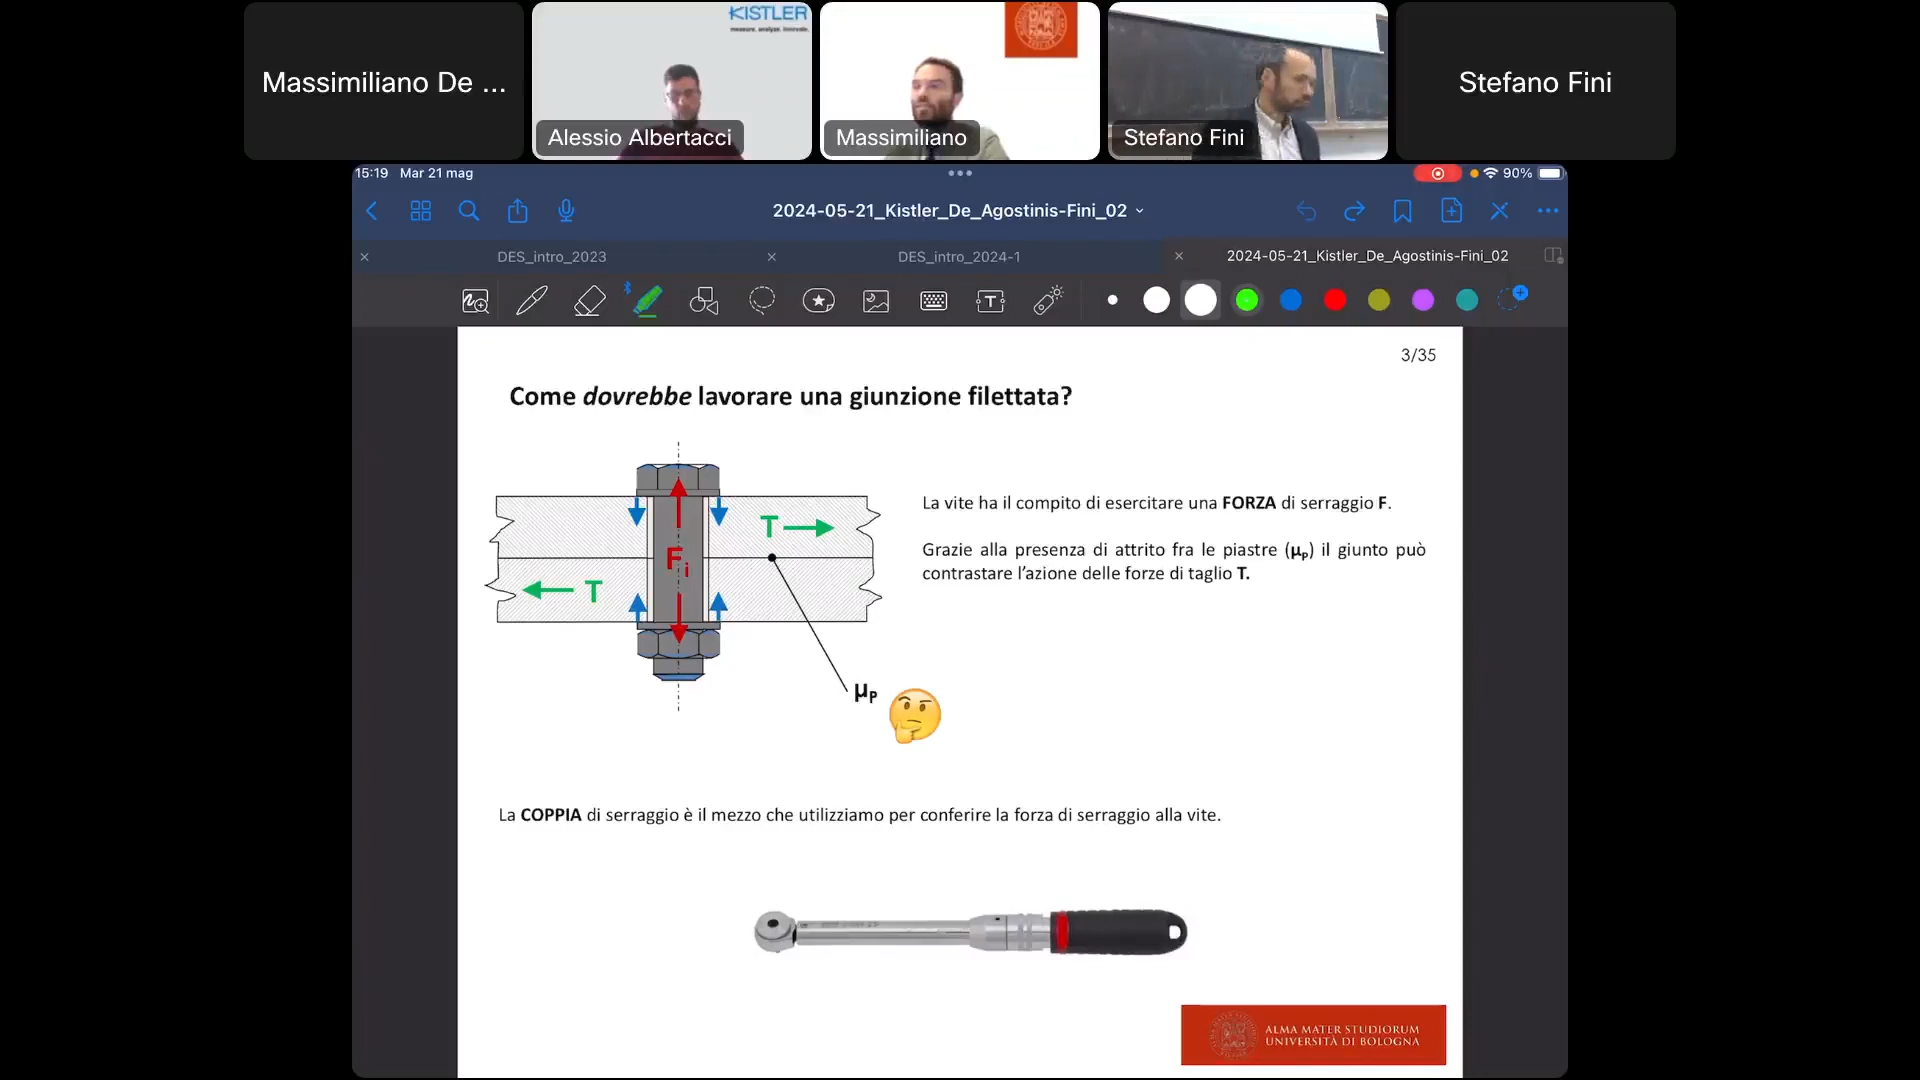 Massimiliano De ...
KISTLER
measure. analyze. innovate.
Alessio Albertacci
Massimiliano
Stefano Fini
Stefano Fini
15:19 Mar 21 mag
90%
2024-05-21_Kistler_De_Agostinis-Fini_02
DES_intro_2023
DES_intro_2024-1
2024-05-21_Kistler_De_Agostinis-Fini_02
3/35
Come dovrebbe lavorare una giunzione filettata?
T
Fi
T
μP
La vite ha il compito di esercitare una FORZA di serraggio F.
Grazie alla presenza di attrito fra le piastre (μP) il giunto può
contrastare l'azione delle forze di taglio T.
La COPPIA di serraggio è il mezzo che utilizziamo per conferire la forza di serraggio alla vite.
ALMA MATER STUDIORUM
UNIVERSITÀ DI BOLOGNA